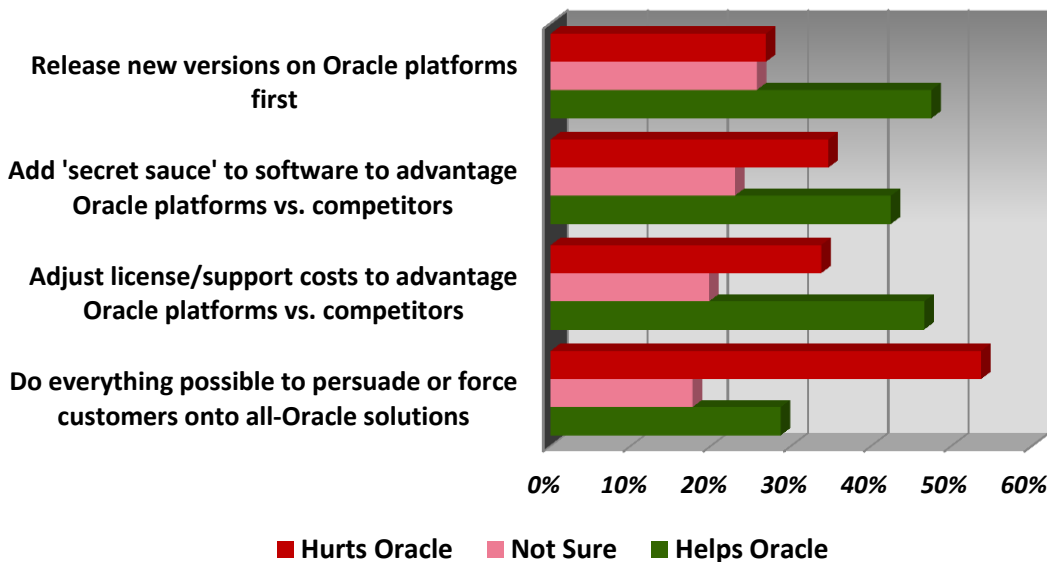 Release new versions on Oracle platforms
first
Add 'secret sauce' to software to advantage
Oracle platforms vs. competitors
Adjust license/support costs to advantage
Oracle platforms vs. competitors
Do everything possible to persuade or force
customers onto all-Oracle solutions
0% 10% 20% 30% 40% 50% 60%
Hurts Oracle Not Sure Helps Oracle